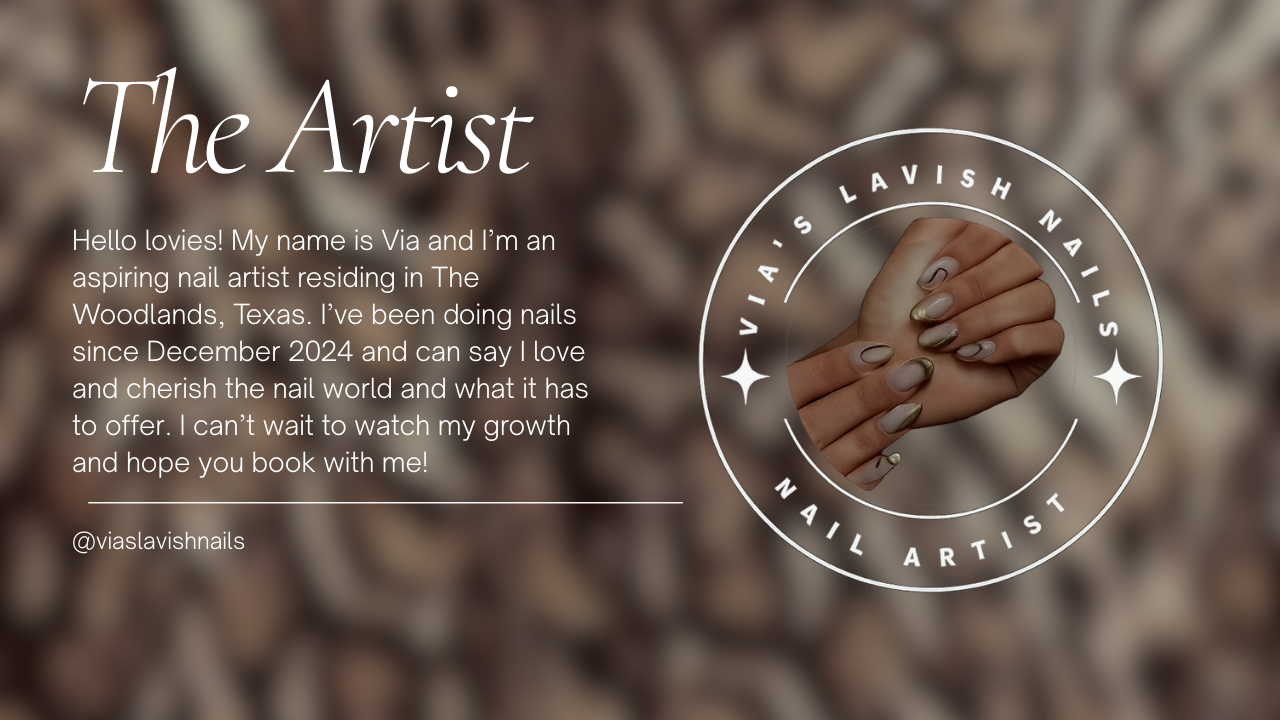 The Artist
Hello lovies! My name is Via and I’m an
aspiring nail artist residing in The
Woodlands, Texas. I’ve been doing nails
since December 2024 and can say I love
and cherish the nail world and what it has
to offer. I can’t wait to watch my growth
and hope you book with me!
@viaslavishnails
VIA'S LAVISH NAILS
NAIL ARTIST